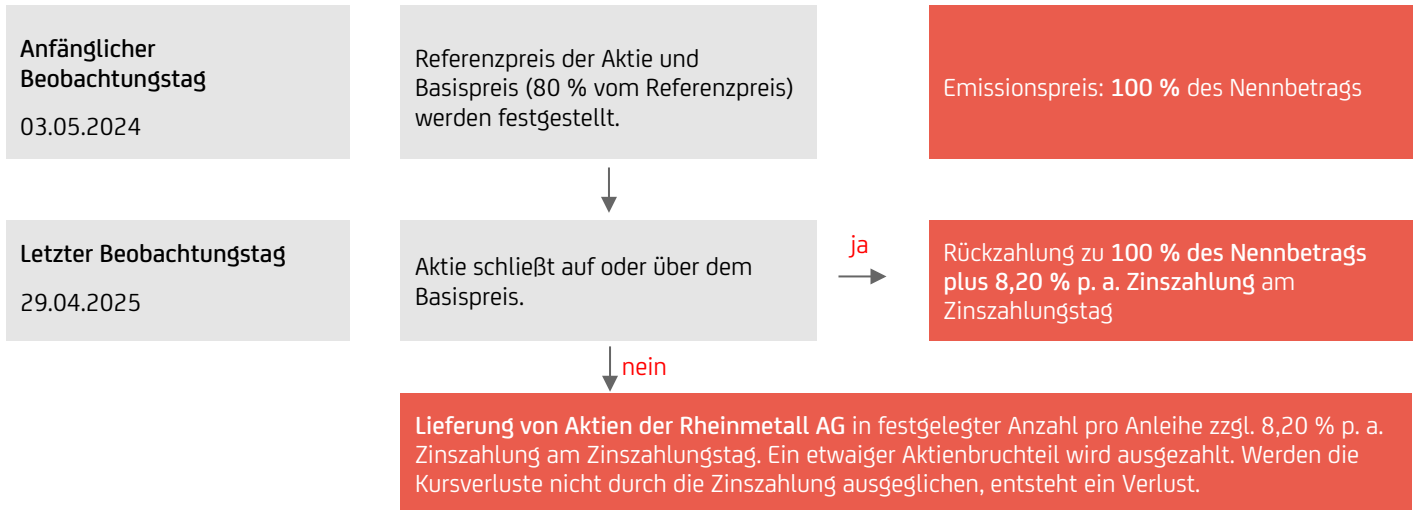 Anfänglicher
Beobachtungstag
03.05.2024
Referenzpreis der Aktie und
Basispreis (80 % vom Referenzpreis)
werden festgestellt.
Emissionspreis: 100 % des Nennbetrags
Letzter Beobachtungstag
29.04.2025
Aktie schließt auf oder über dem
Basispreis.
ja
Rückzahlung zu 100 % des Nennbetrags
plus 8,20 % p. a. Zinszahlung am
Zinszahlungstag
nein
Lieferung von Aktien der Rheinmetall AG in festgelegter Anzahl pro Anleihe zzgl. 8,20 % p. a.
Zinszahlung am Zinszahlungstag. Ein etwaiger Aktienbruchteil wird ausgezahlt. Werden die
Kursverluste nicht durch die Zinszahlung ausgeglichen, entsteht ein Verlust.